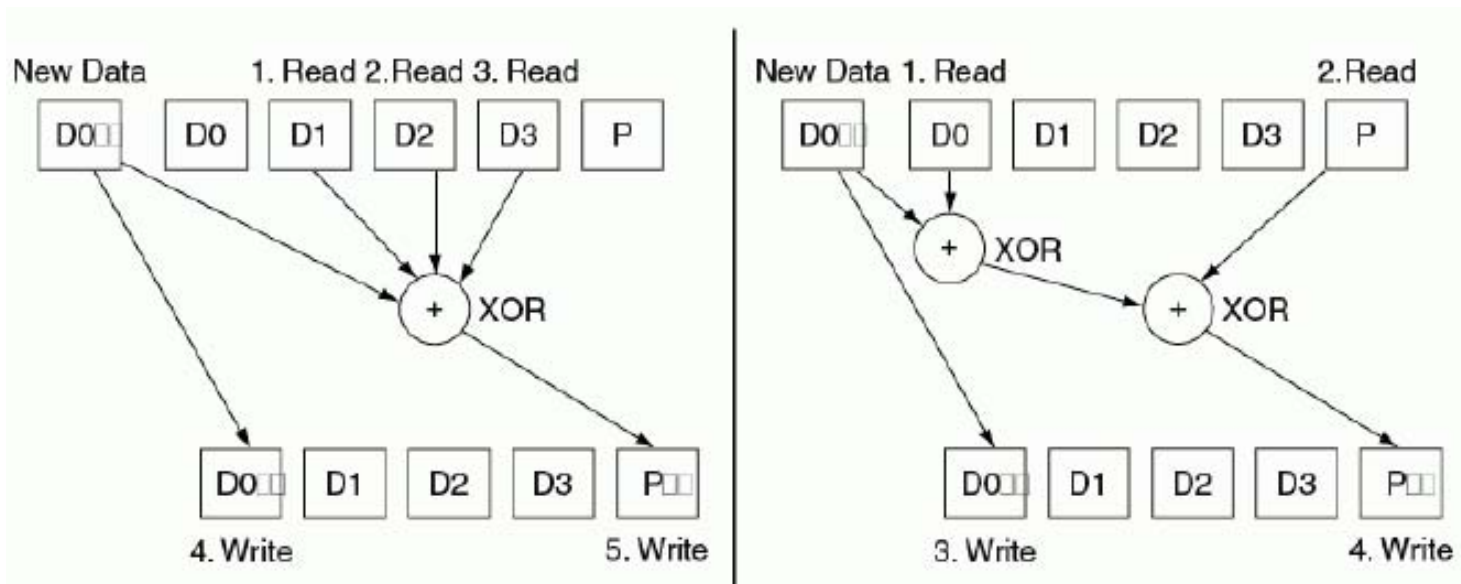 New Data 1. Read 2.Read 3. Read
D0□□ D0 D1 D2 D3 P
+ XOR
D0□□ D1 D2 D3 P□□
4. Write 5. Write
New Data 1. Read 2.Read
D0□□ D0 D1 D2 D3 P
+ XOR
+ XOR
D0□□ D1 D2 D3 P□□
3. Write 4. Write